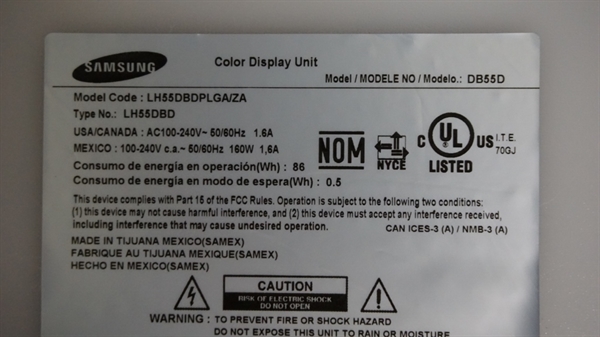 SAMSUNG
Color Display Unit
Model / MODELE NO / Modelo.: DB55D
Model Code : LH55DBDPLGA/ZA
Type No.: LH55DBD
USA/CANADA : AC100-240V~ 50/60Hz 1.6A
MEXICO : 100-240V c.a.~ 50/60Hz 160W 1,6A
Consumo de energía en operación(Wh) : 86
Consumo de energía en modo de espera(Wh) : 0.5
NOM
NYCE
C UL US
LISTED
I.T.E.
70GJ
This device complies with Part 15 of the FCC Rules. Operation is subject to the following two conditions:
(1) this device may not cause harmful interference, and (2) this device must accept any interference received,
including interference that may cause undesired operation. CAN ICES-3 (A) / NMB-3 (A)
MADE IN TIJUANA MEXICO(SAMEX)
FABRIQUE AU TIJUANA MEXIQUE(SAMEX)
HECHO EN MEXICO(SAMEX)
CAUTION
RISK OF ELECTRIC SHOCK
DO NOT OPEN
WARNING : TO PREVENT FIRE OR SHOCK HAZARD
DO NOT EXPOSE THIS UNIT TO RAIN OR MOISTURE